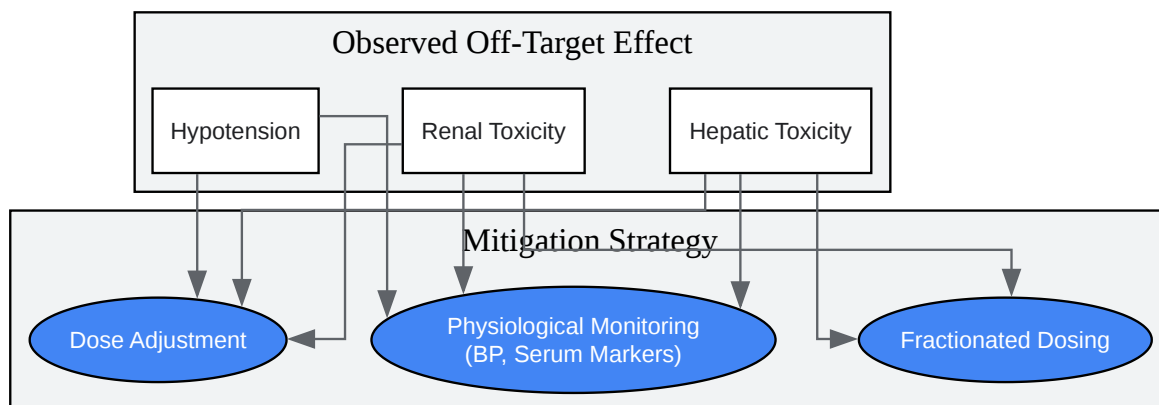 Observed Off-Target Effect
Hypotension
Renal Toxicity
Hepatic Toxicity
Mitigation Strategy
Dose Adjustment
Physiological Monitoring
(BP, Serum Markers)
Fractionated Dosing